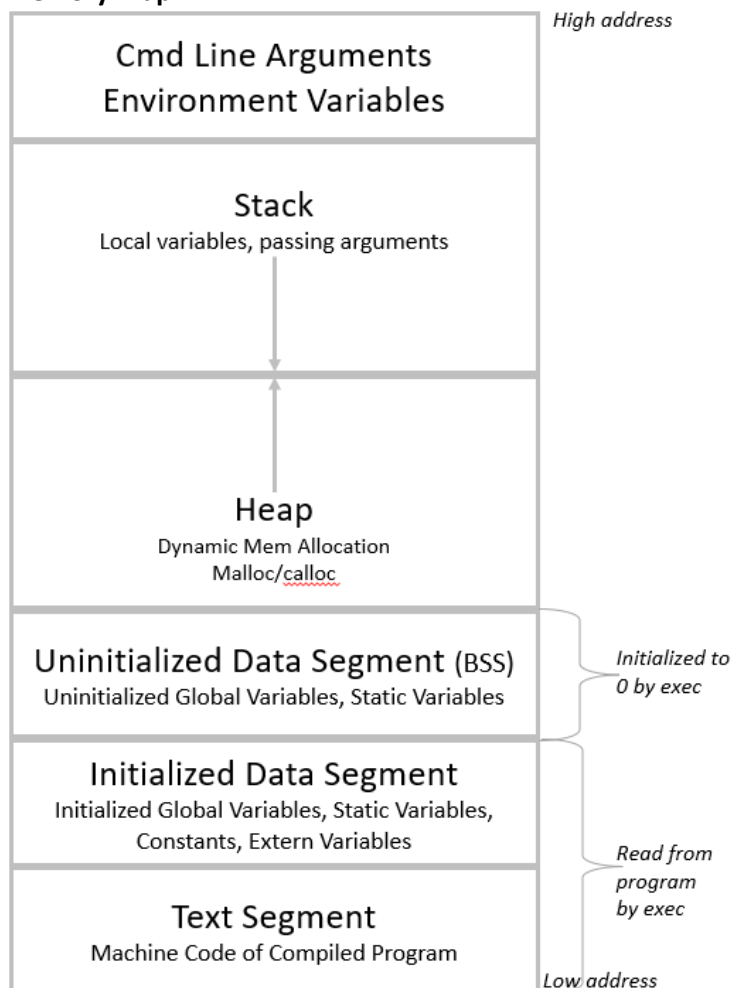 High address
Cmd Line Arguments
Environment Variables
Stack
Local variables, passing arguments
Heap
Dynamic Mem Allocation
Malloc/calloc
Uninitialized Data Segment (BSS)
Uninitialized Global Variables, Static Variables
Initialized to
0 by exec
Initialized Data Segment
Initialized Global Variables, Static Variables,
Constants, Extern Variables
Read from
program
by exec
Text Segment
Machine Code of Compiled Program
Low address